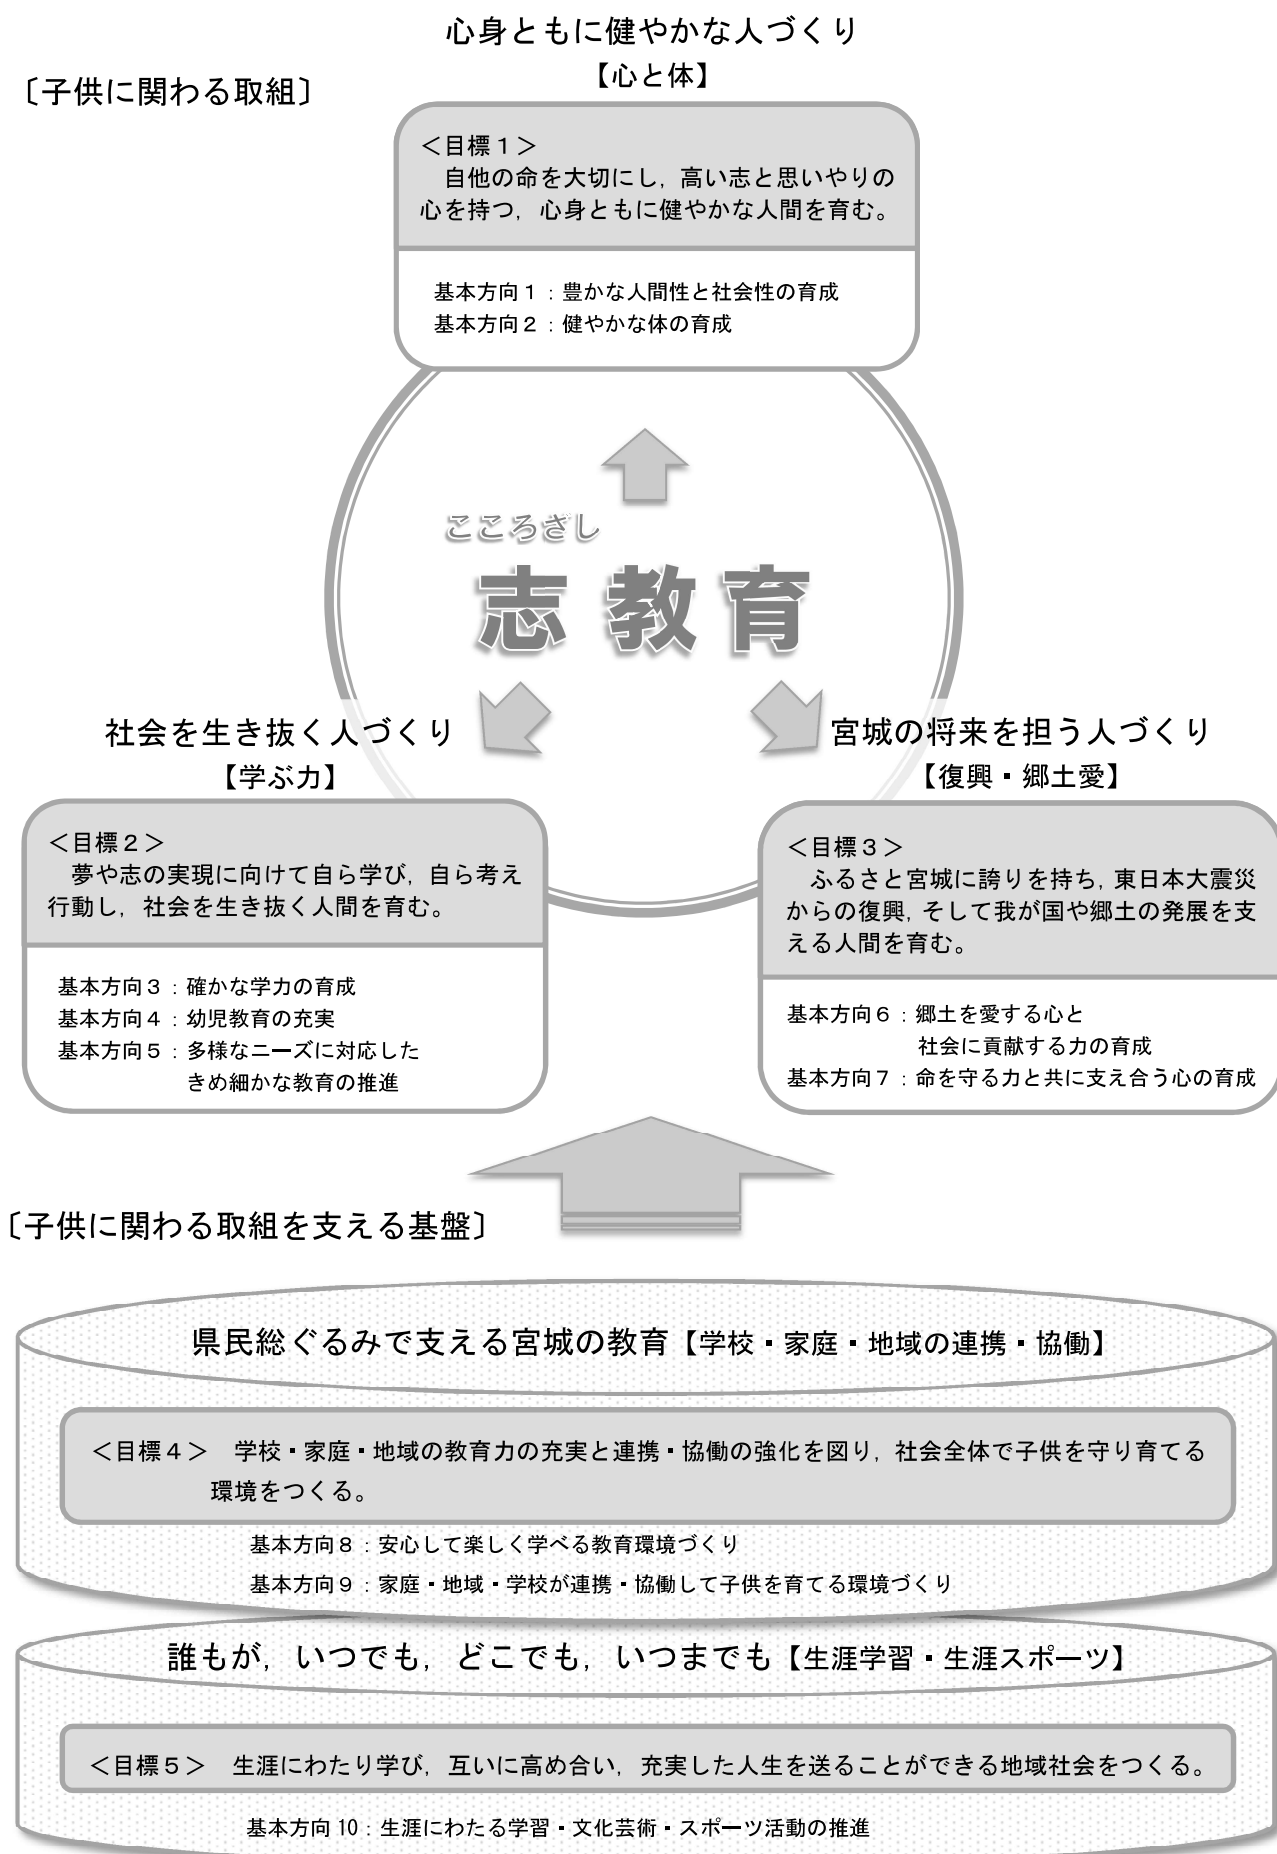 心身ともに健やかな人づくり
【心と体】
〔子供に関わる取組〕
＜目標１＞
自他の命を大切にし，高い志と思いやりの
心を持つ，心身ともに健やかな人間を育む。
基本方向１：豊かな人間性と社会性の育成
基本方向２：健やかな体の育成
こころざし
志教育
社会を生き抜く人づくり
【学ぶ力】
＜目標２＞
夢や志の実現に向けて自ら学び，自ら考え
行動し，社会を生き抜く人間を育む。
基本方向３：確かな学力の育成
基本方向４：幼児教育の充実
基本方向５：多様なニーズに対応した
きめ細かな教育の推進
宮城の将来を担う人づくり
【復興・郷土愛】
＜目標３＞
ふるさと宮城に誇りを持ち，東日本大震災
からの復興，そして我が国や郷土の発展を支
える人間を育む。
基本方向６：郷土を愛する心と
社会に貢献する力の育成
基本方向７：命を守る力と共に支え合う心の育成
〔子供に関わる取組を支える基盤〕
県民総ぐるみで支える宮城の教育【学校・家庭・地域の連携・協働】
＜目標４＞　学校・家庭・地域の教育力の充実と連携・協働の強化を図り，社会全体で子供を守り育てる
環境をつくる。
基本方向８：安心して楽しく学べる教育環境づくり
基本方向９：家庭・地域・学校が連携・協働して子供を育てる環境づくり
誰もが，いつでも，どこでも，いつまでも【生涯学習・生涯スポーツ】
＜目標５＞　生涯にわたり学び，互いに高め合い，充実した人生を送ることができる地域社会をつくる。
基本方向10：生涯にわたる学習・文化芸術・スポーツ活動の推進